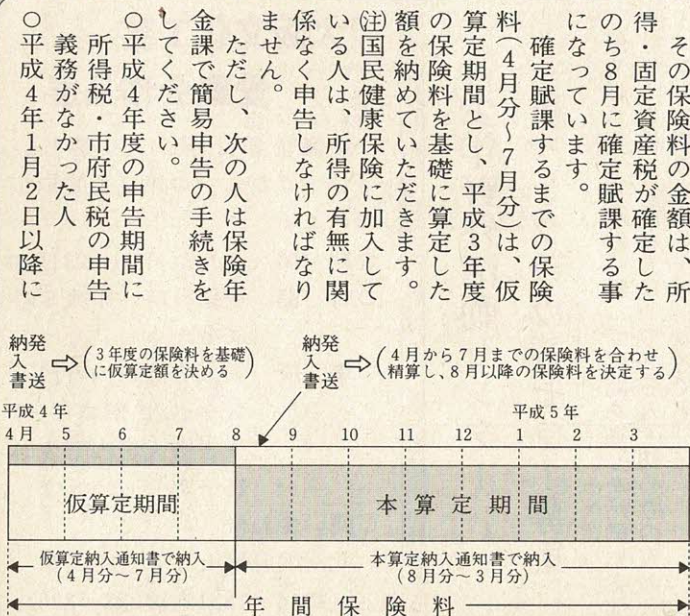 その保険料の金額は、所
得・固定資産税が確定した
のち8月に確定賦課する事
になっています。
確定賦課するまでの保険
料(4月分〜7月分)は、仮
算定期間とし、平成3年度
の保険料を基礎に算定した
額を納めていただきます。
㊟国民健康保険に加入して
いる人は、所得の有無に関
係なく申告しなければなり
ません。
ただし、次の人は保険年
金課で簡易申告の手続きを
してください。
○平成4年度の申告期間に
所得税・市府民税の申告
義務がなかった人
○平成4年1月2日以降に
納入書発送⇨(3年度の保険料を基礎
に仮算定額を決める)
納入書発送⇨(4月から7月までの保険料を合わせ
精算し、8月以降の保険料を決定する)
平成4年 平成5年
4月 5 6 7 8 9 10 11 12 1 2 3
仮算定期間 本算定期間
仮算定納入通知書で納入
(4月分〜7月分)
本算定納入通知書で納入
(8月分〜3月分)
年間保険料